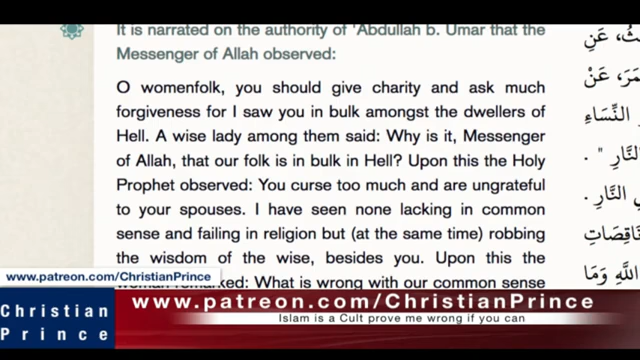 It is narrated on the authority of 'Abdullah b. Umar that the
Messenger of Allah observed:
O womenfolk, you should give charity and ask much
forgiveness for I saw you in bulk amongst the dwellers of
Hell. A wise lady among them said: Why is it, Messenger
of Allah, that our folk is in bulk in Hell? Upon this the Holy
Prophet observed: You curse too much and are ungrateful
to your spouses. I have seen none lacking in common
sense and failing in religion but (at the same time) robbing
the wisdom of the wise, besides you. Upon this the
woman remarked: What is wrong with our common sense
عَنِ
عَنْ
النِّسَاءِ
النَّارِ " .
النَّارِ .
نَاقِصَاتِ
اللَّهِ وَمَا
www.patreon.com/ChristianPrince
www.patreon.com/ChristianPrince
Christian
Prince
Islam is a Cult prove me wrong if you can